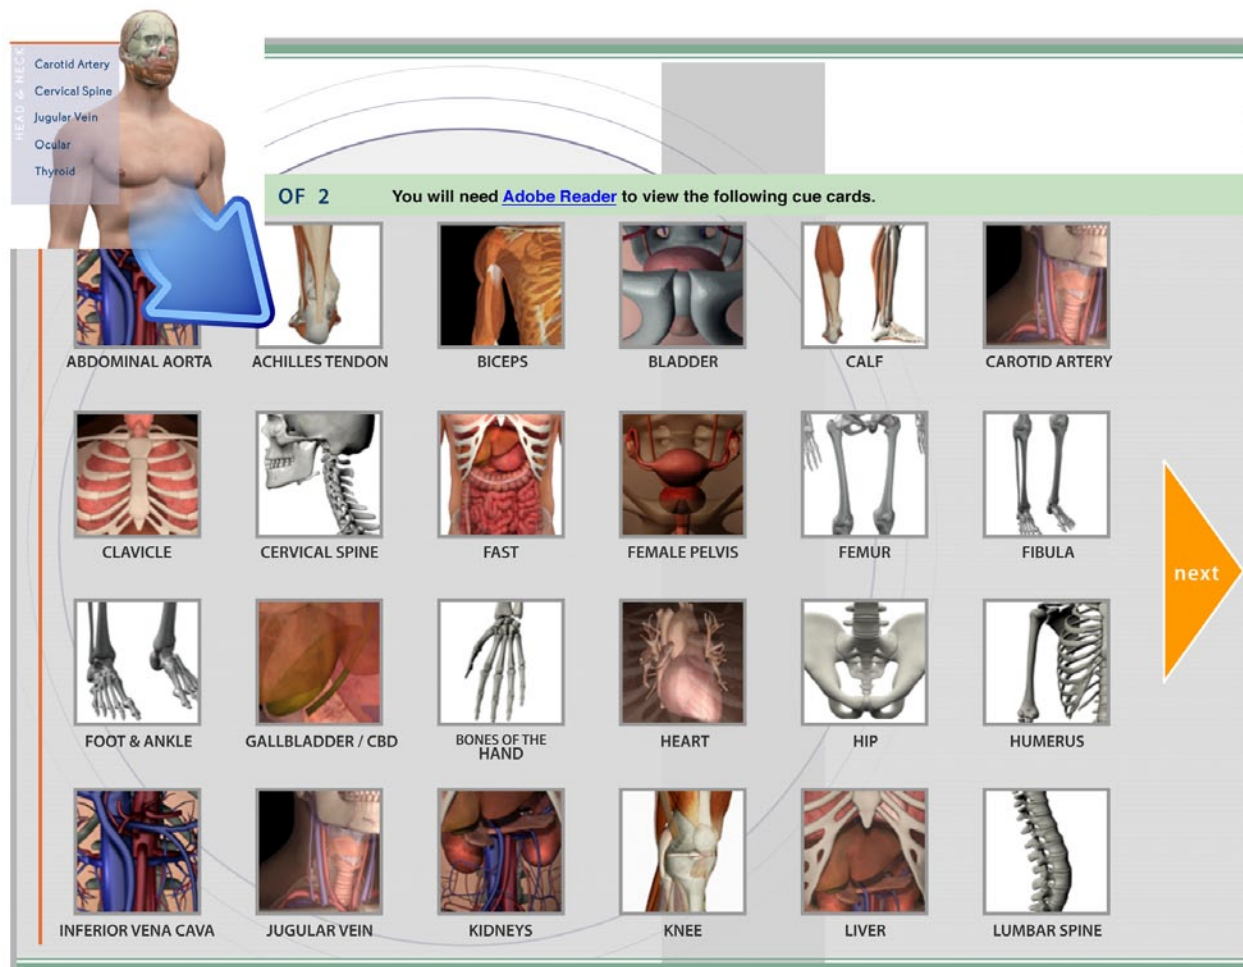 HEAD & NECK
Carotid Artery
Cervical Spine
Jugular Vein
Ocular
Thyroid
OF 2
You will need Adobe Reader to view the following cue cards.
ABDOMINAL AORTA
ACHILLES TENDON
BICEPS
BLADDER
CALF
CAROTID ARTERY
CLAVICLE
CERVICAL SPINE
FAST
FEMALE PELVIS
FEMUR
FIBULA
next
FOOT & ANKLE
GALLBLADDER / CBD
BONES OF THE
HAND
HEART
HIP
HUMERUS
INFERIOR VENA CAVA
JUGULAR VEIN
KIDNEYS
KNEE
LIVER
LUMBAR SPINE